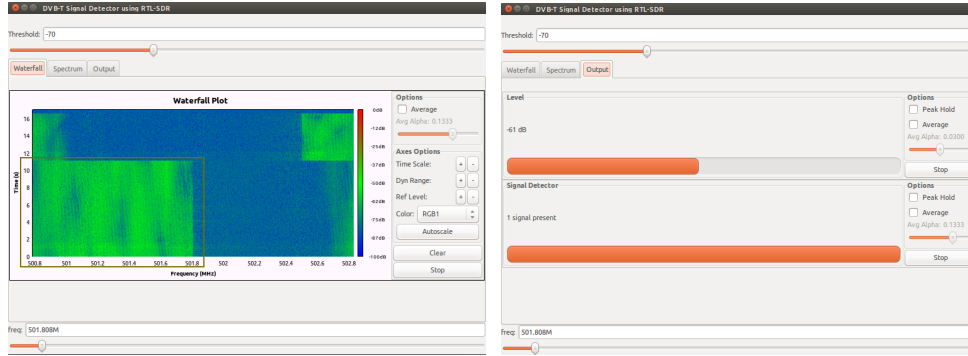 DVB-T Signal Detector using RTL-SDR
Threshold: -70
Waterfall Spectrum Output
Waterfall Plot
Time (s)
16
14
12
10
8
6
4
2
0
500.8 501 501.2 501.4 501.6 501.8 502 502.2 502.4 502.6 502.8
Frequency (MHz)
0dB
-12dB
-25dB
-37dB
-50dB
-62dB
-75dB
-87dB
-100dB
Options
Average
Avg Alpha: 0.1333
Axes Options
Time Scale: + -
Dyn Range: + -
Ref Level: + -
Color: RGB1
Autoscale
Clear
Stop
freq: 501.808M
DVB-T Signal Detector using RTL-SDR
Threshold: -70
Waterfall Spectrum Output
Level
-61 dB
Options
Peak Hold
Average
Avg Alpha: 0.0300
Stop
Signal Detector
1 signal present
Options
Peak Hold
Average
Avg Alpha: 0.1333
Stop
freq: 501.808M